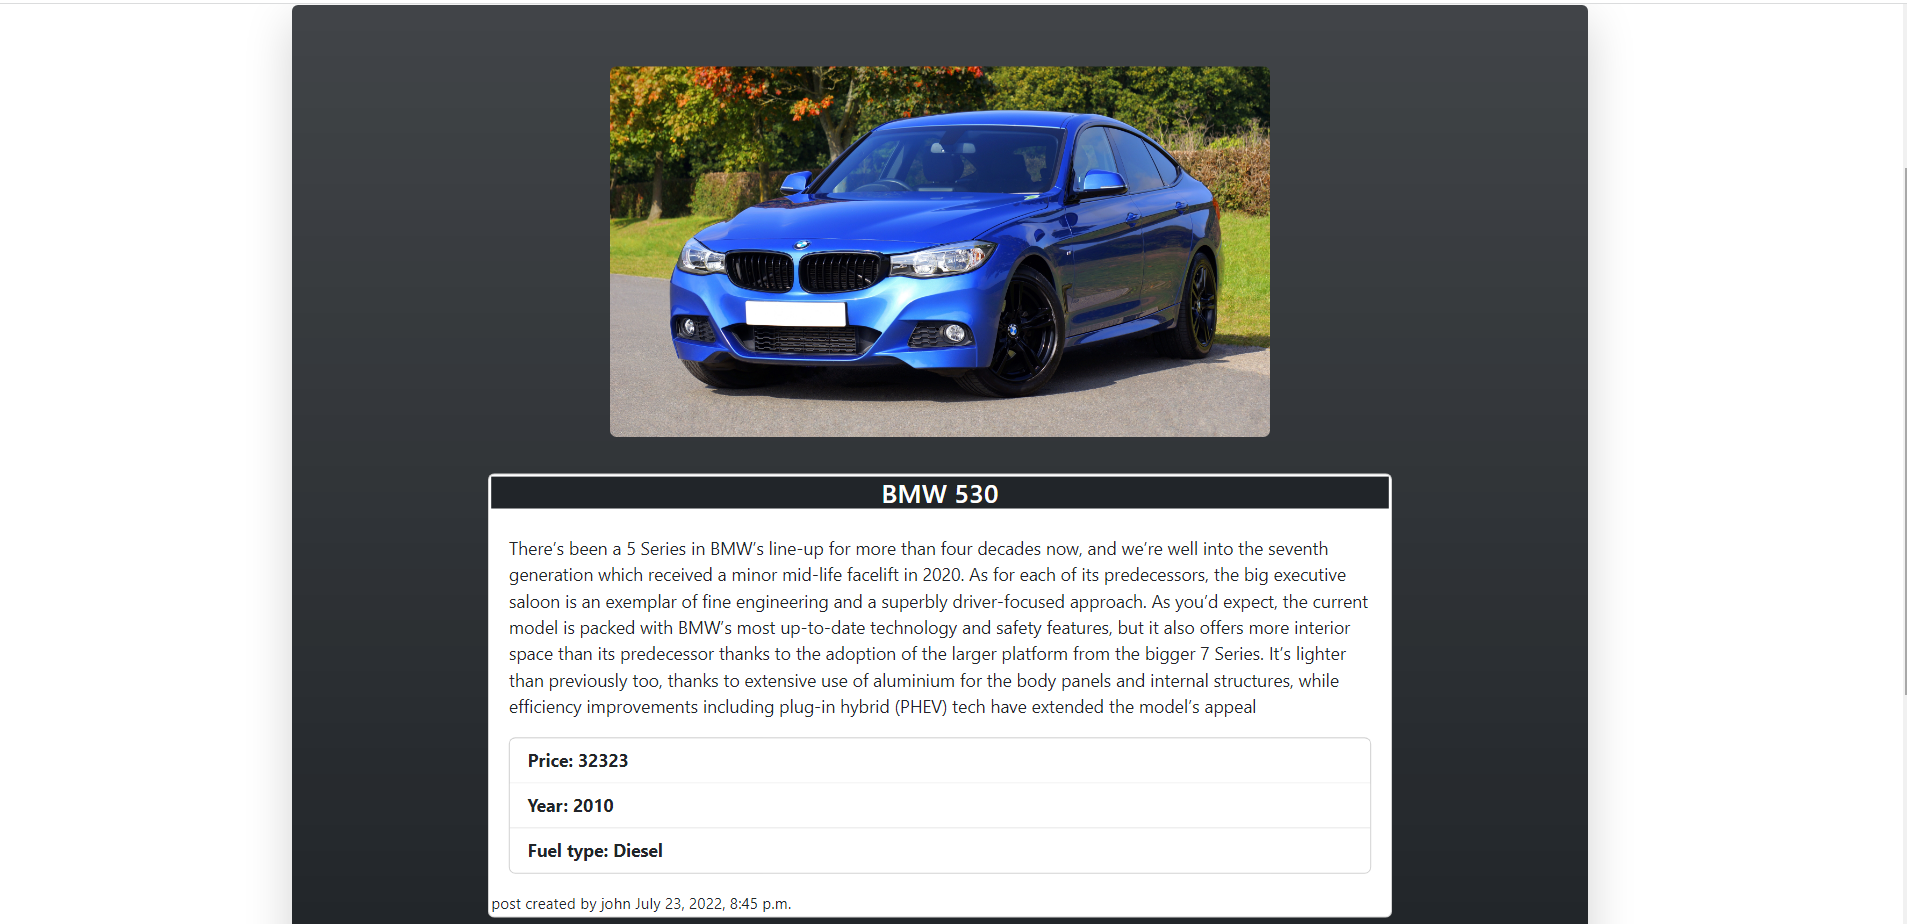 BMW 530
There’s been a 5 Series in BMW’s line-up for more than four decades now, and we’re well into the seventh
generation which received a minor mid-life facelift in 2020. As for each of its predecessors, the big executive
saloon is an exemplar of fine engineering and a superbly driver-focused approach. As you’d expect, the current
model is packed with BMW’s most up-to-date technology and safety features, but it also offers more interior
space than its predecessor thanks to the adoption of the larger platform from the bigger 7 Series. It’s lighter
than previously too, thanks to extensive use of aluminium for the body panels and internal structures, while
efficiency improvements including plug-in hybrid (PHEV) tech have extended the model’s appeal
Price: 32323
Year: 2010
Fuel type: Diesel
post created by john July 23, 2022, 8:45 p.m.